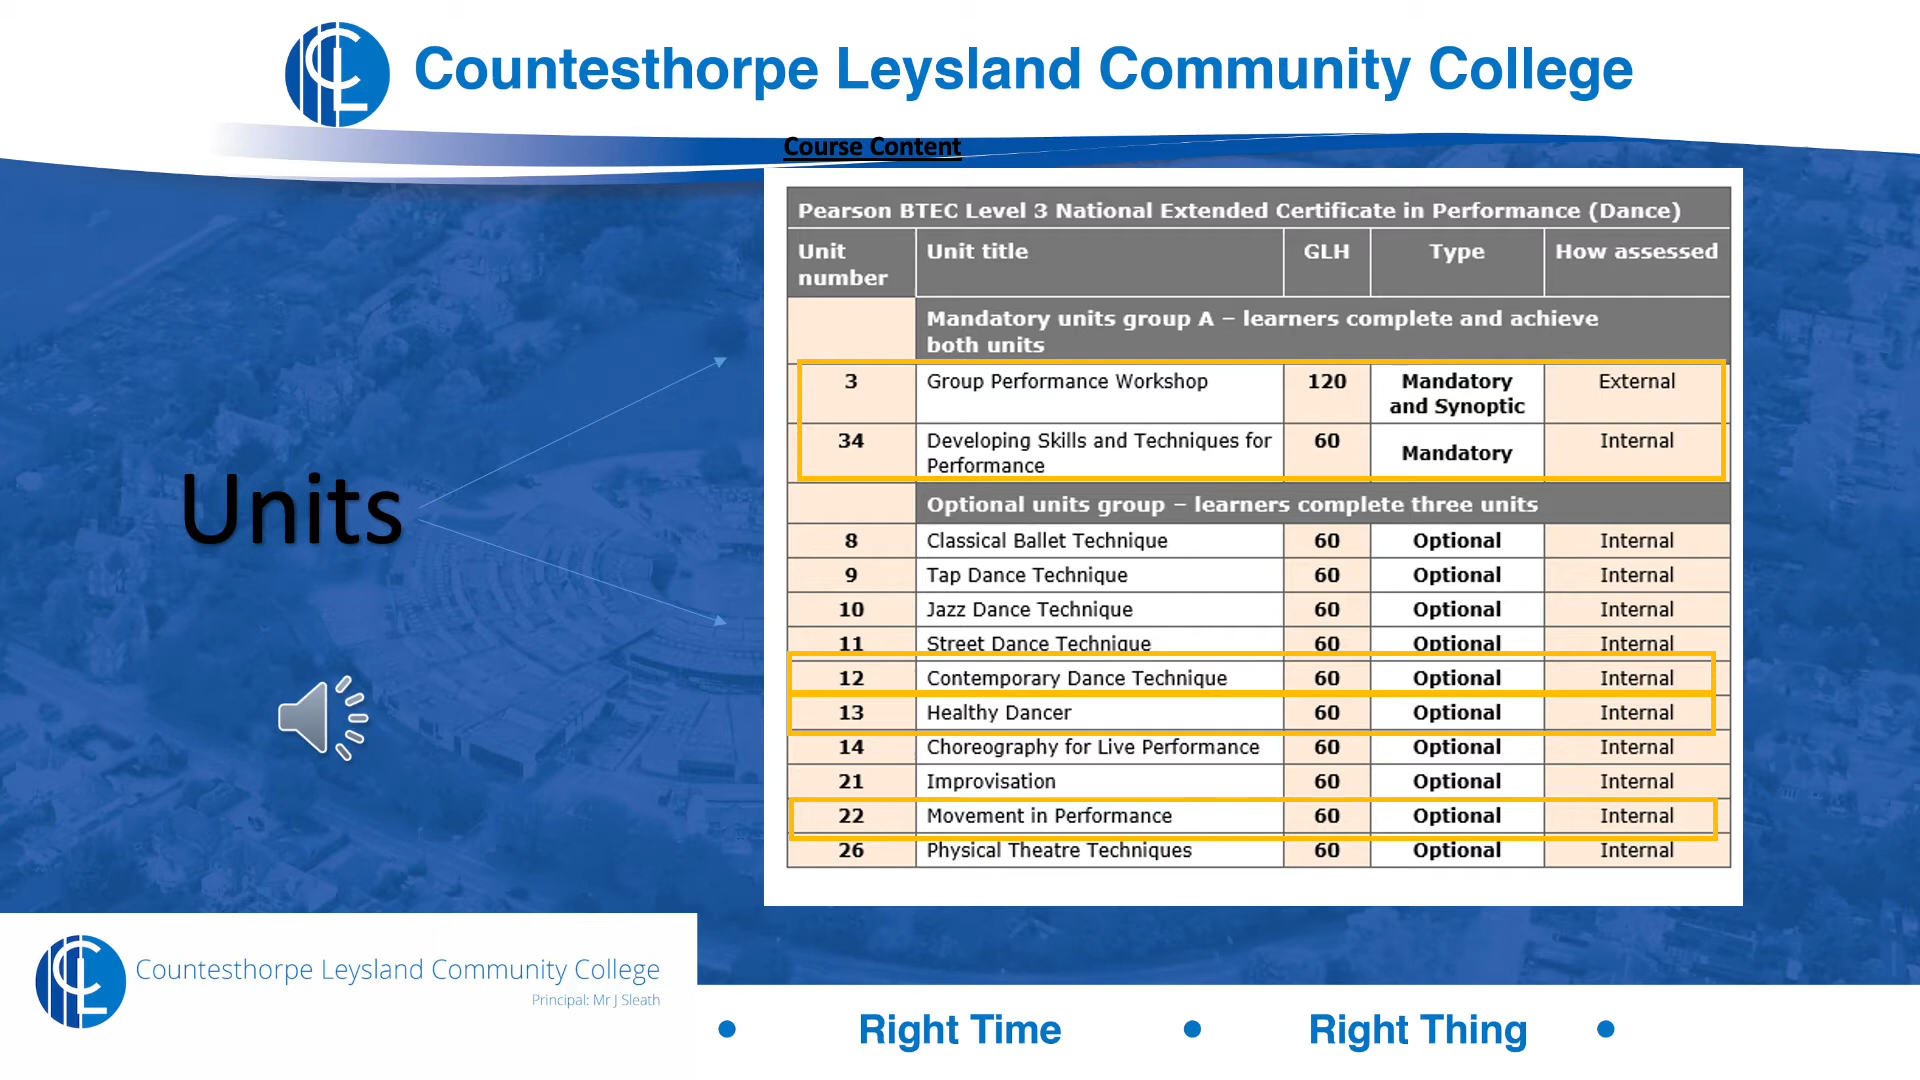 Countesthorpe Leysland Community College
Course Content
Pearson BTEC Level 3 National Extended Certificate in Performance (Dance)
Unit number Unit title GLH Type How assessed
Mandatory units group A – learners complete and achieve
both units
3 Group Performance Workshop 120 Mandatory and Synoptic External
34 Developing Skills and Techniques for Performance 60 Mandatory Internal
Optional units group – learners complete three units
8 Classical Ballet Technique 60 Optional Internal
9 Tap Dance Technique 60 Optional Internal
10 Jazz Dance Technique 60 Optional Internal
11 Street Dance Technique 60 Optional Internal
12 Contemporary Dance Technique 60 Optional Internal
13 Healthy Dancer 60 Optional Internal
14 Choreography for Live Performance 60 Optional Internal
21 Improvisation 60 Optional Internal
22 Movement in Performance 60 Optional Internal
26 Physical Theatre Techniques 60 Optional Internal
Units
Countesthorpe Leysland Community College
Principal: Mr J Sleath
• Right Time • Right Thing •